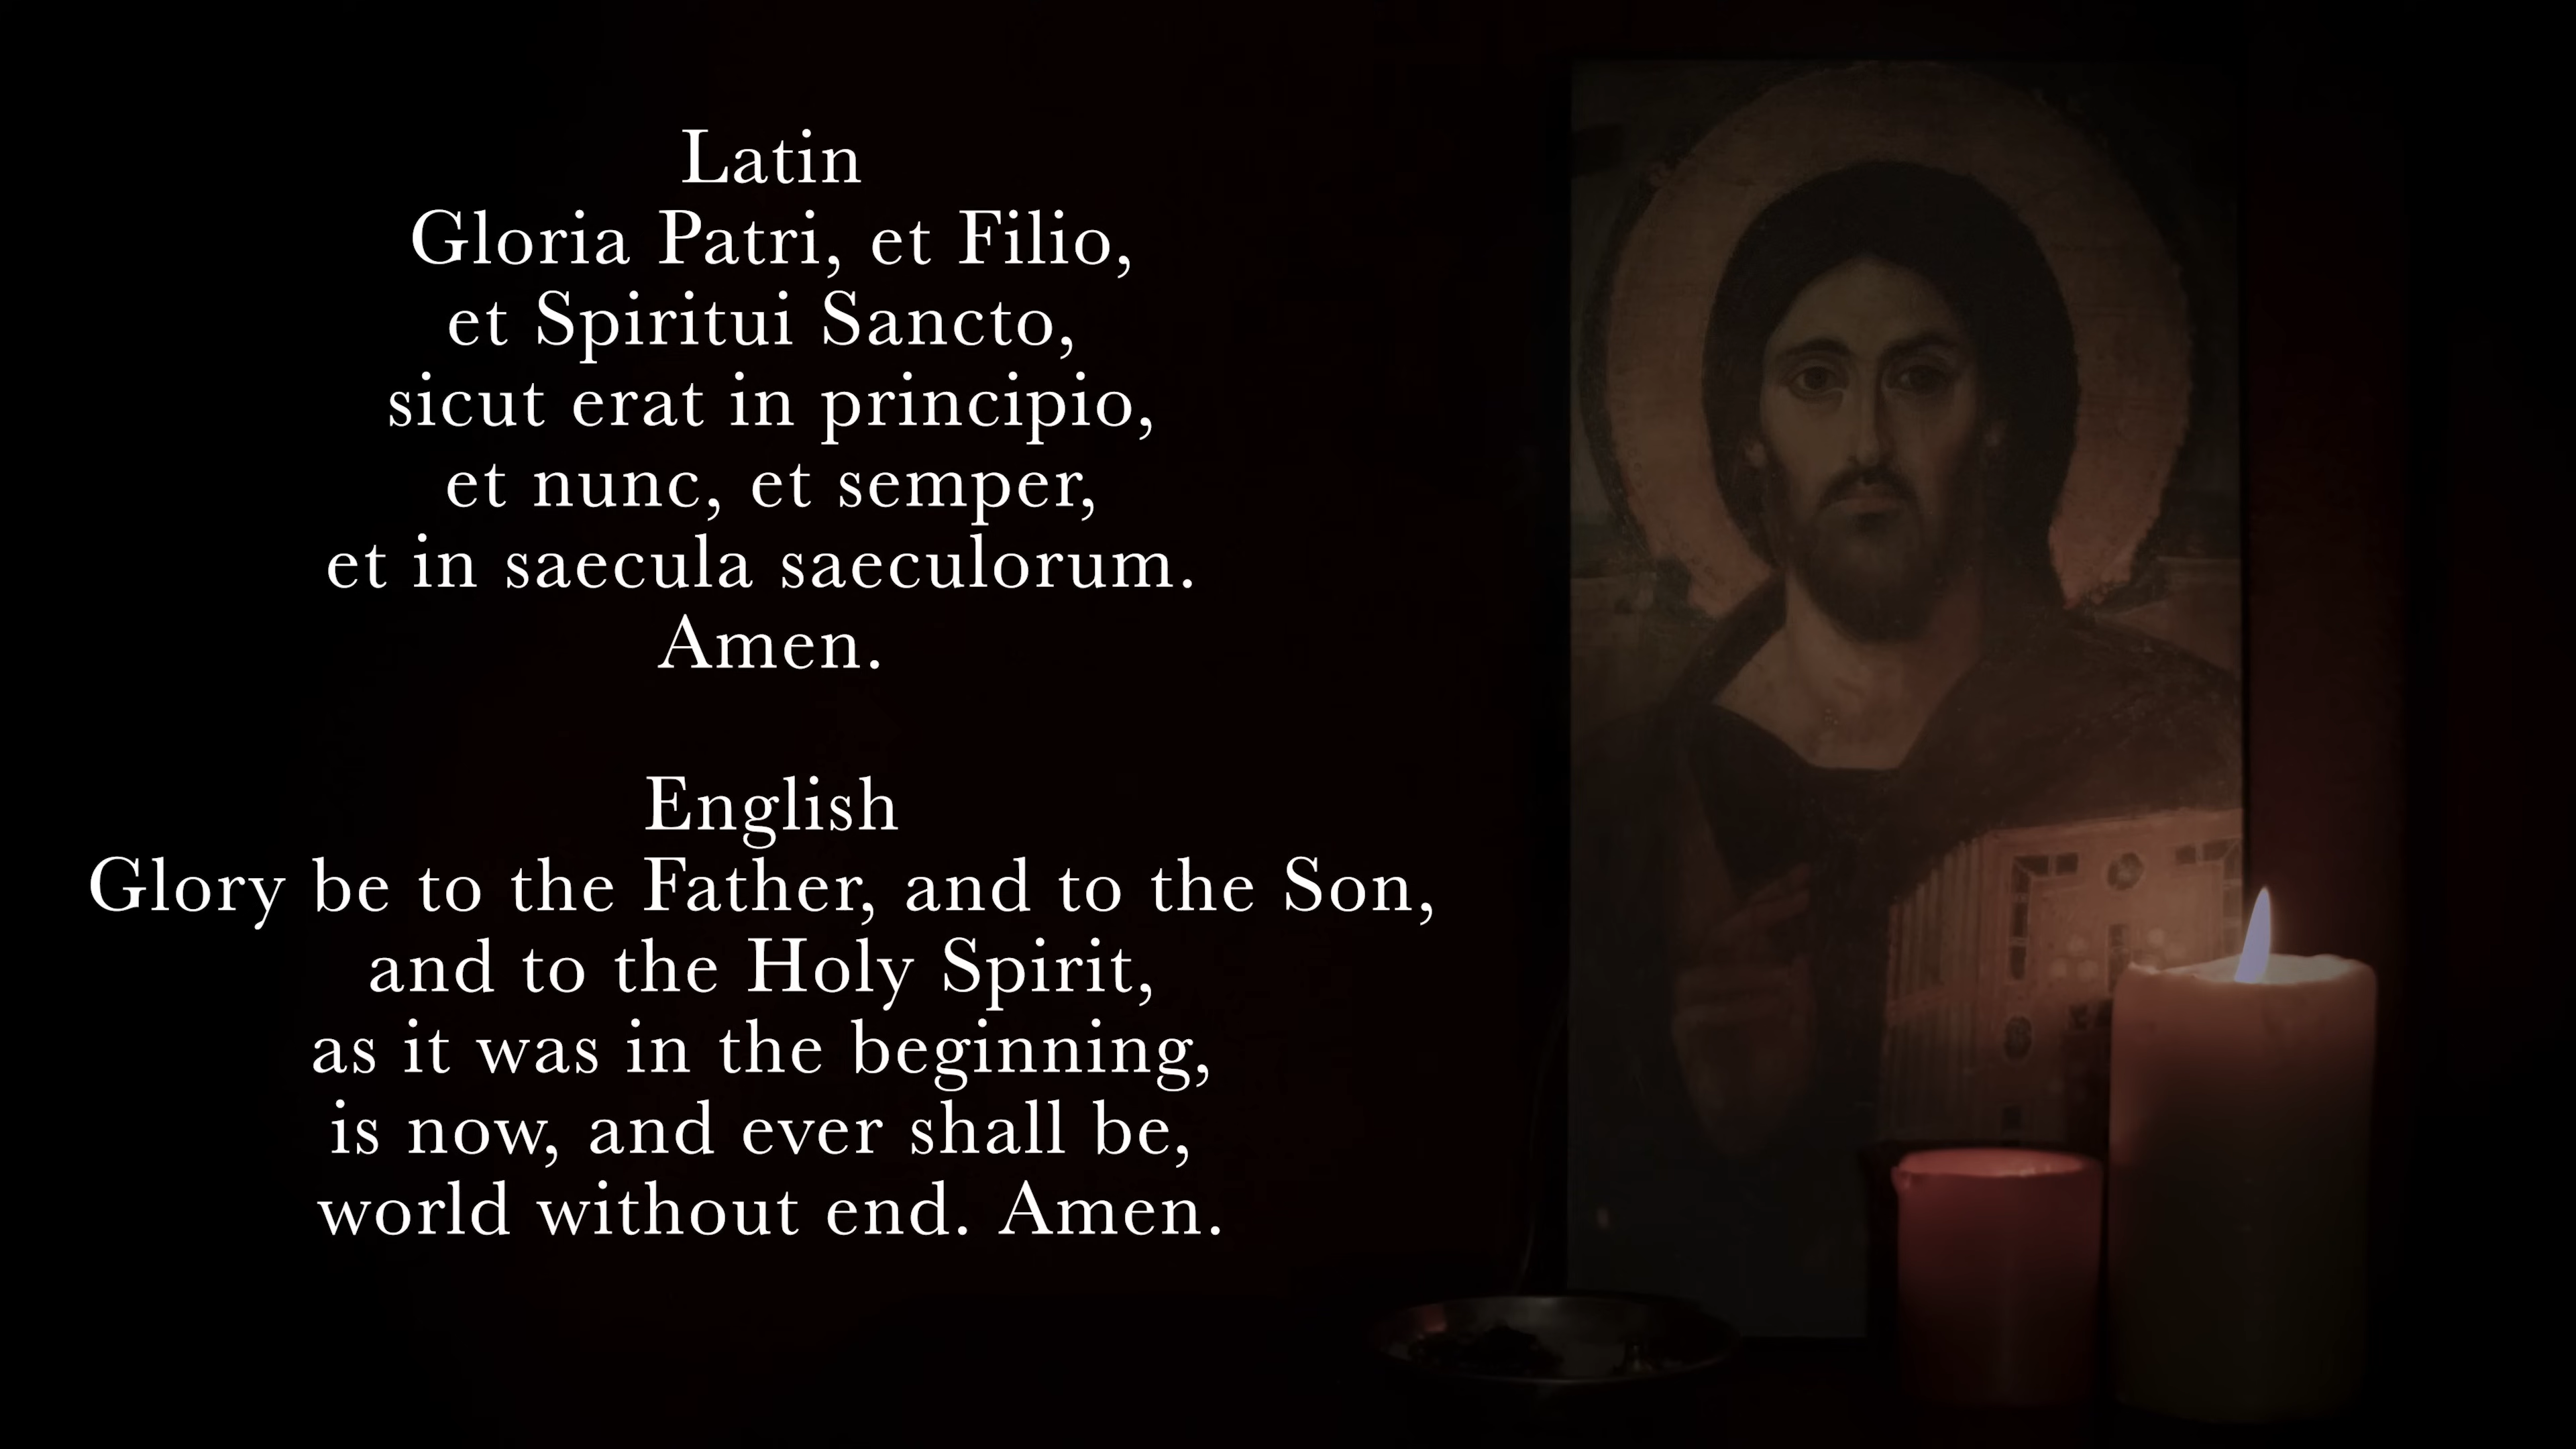 Latin
Gloria Patri, et Filio,
et Spiritui Sancto,
sicut erat in principio,
et nunc, et semper,
et in saecula saeculorum.
Amen.
English
Glory be to the Father, and to the Son,
and to the Holy Spirit,
as it was in the beginning,
is now, and ever shall be,
world without end. Amen.